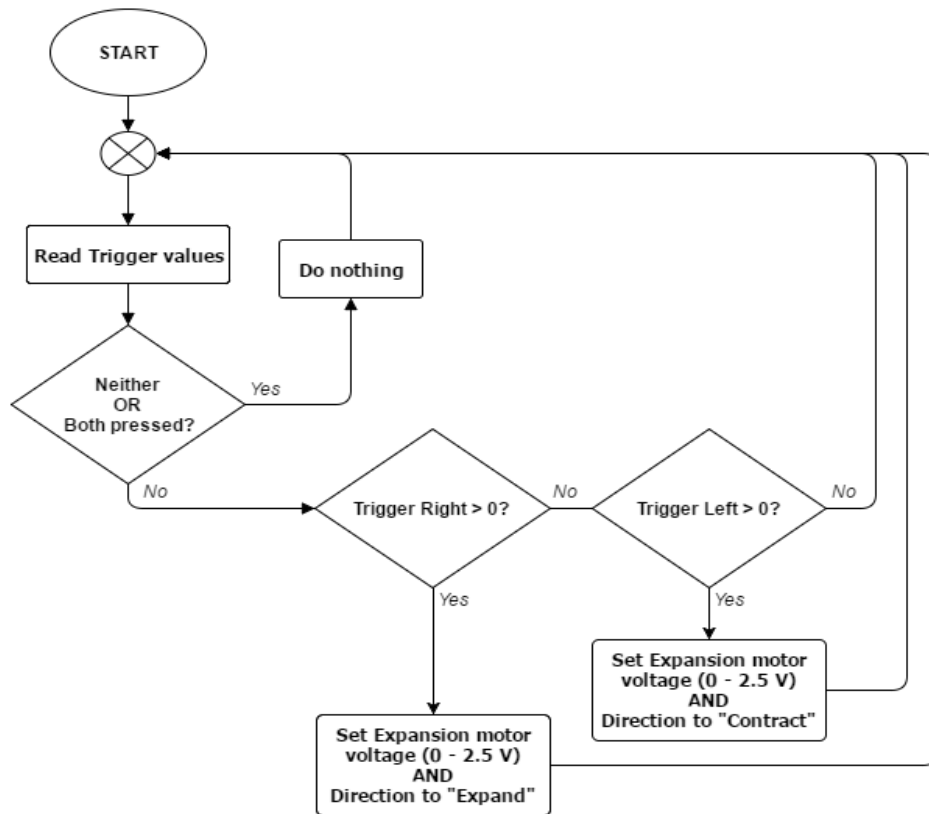 START
Read Trigger values
Do nothing
Neither
OR
Both pressed?
Yes
No
Trigger Right > 0?
No
Trigger Left > 0?
No
Yes
Yes
Set Expansion motor
voltage (0 - 2.5 V)
AND
Direction to "Contract"
Set Expansion motor
voltage (0 - 2.5 V)
AND
Direction to "Expand"